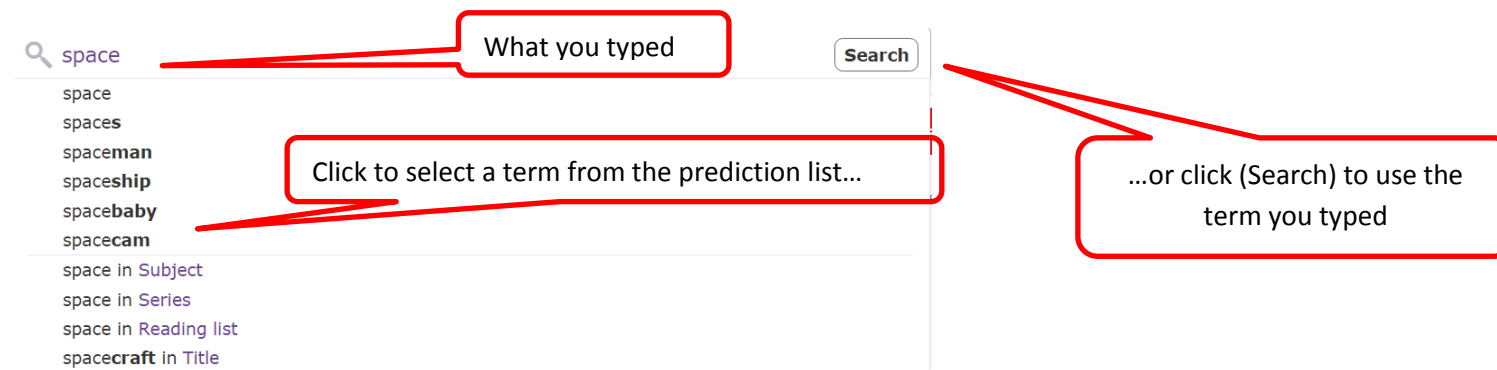 What you typed
space
Search
space
spaces
spaceman
spaceship
Click to select a term from the prediction list…
…or click (Search) to use the
term you typed
spacebaby
spacecam
space in Subject
space in Series
space in Reading list
spacecraft in Title